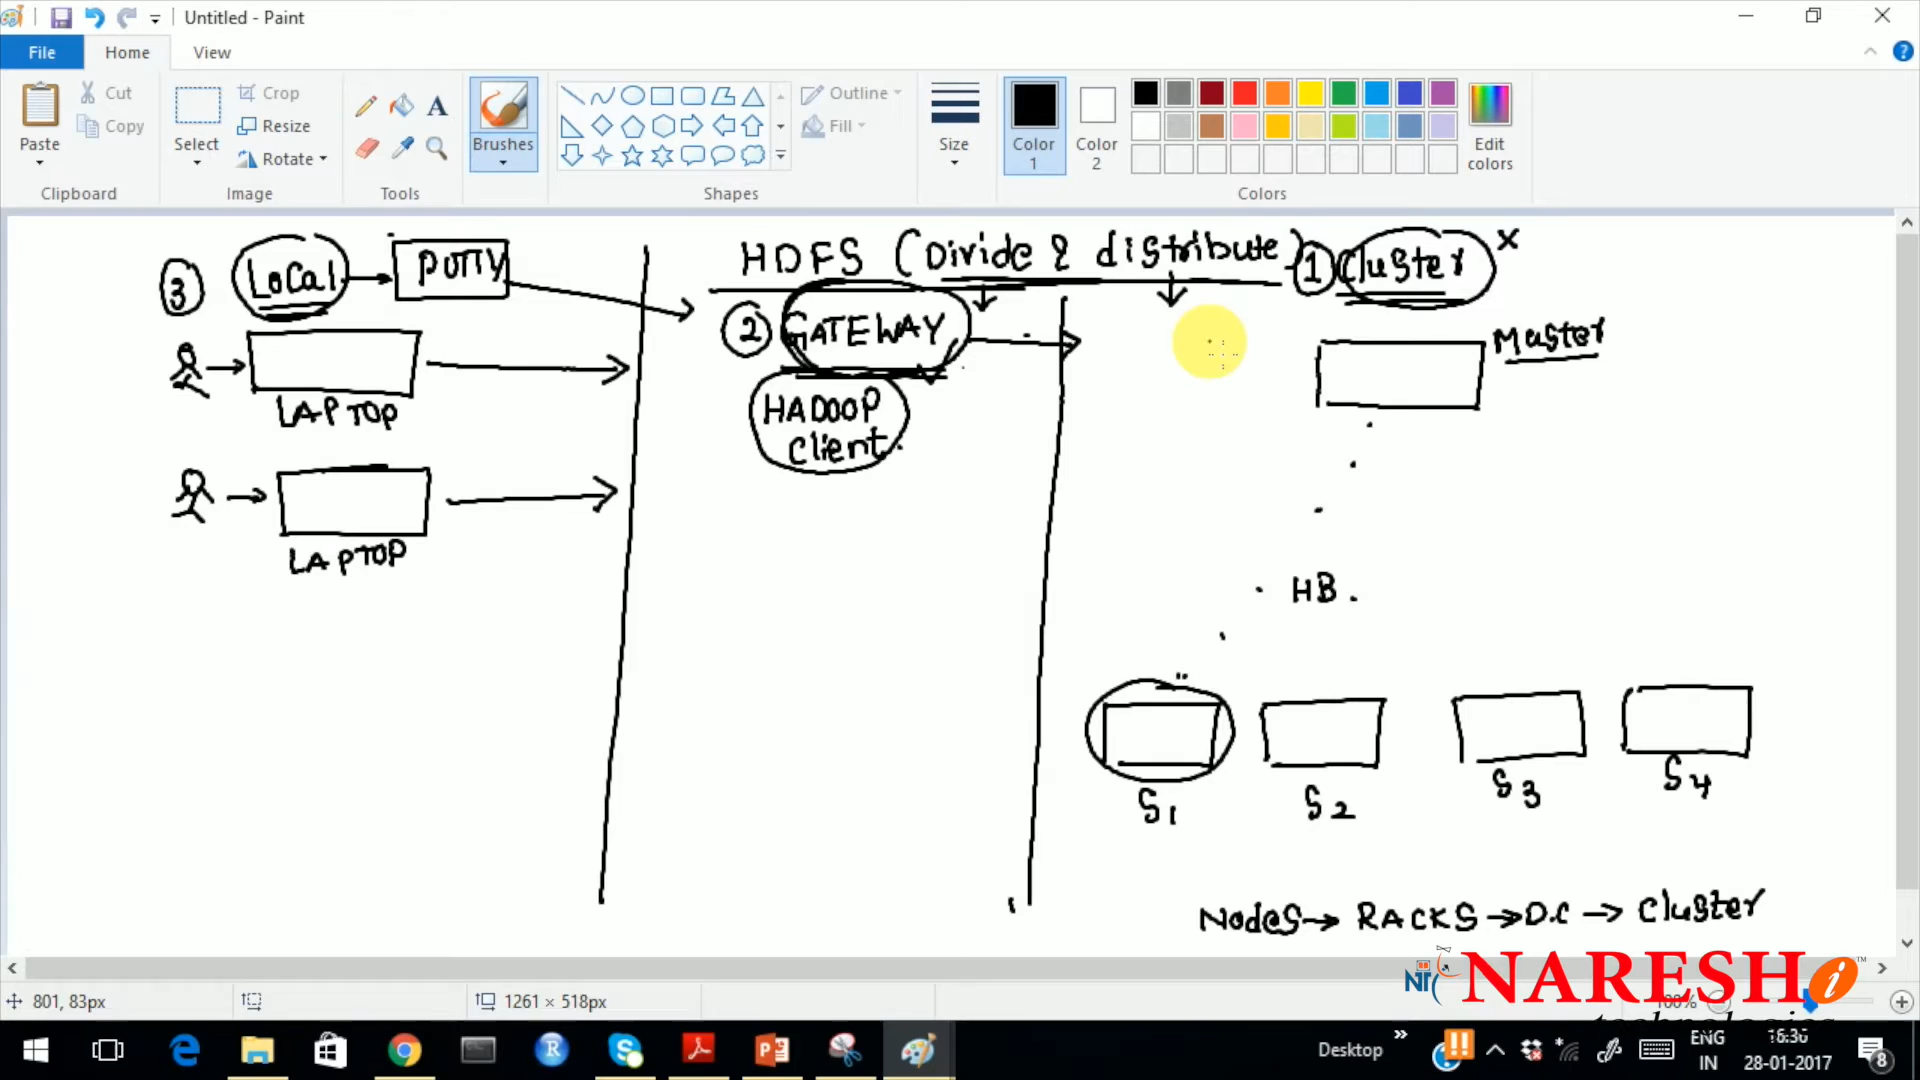 Untitled - Paint
File Home View
Paste
Cut
Copy
Clipboard
Select
Crop
Resize
Rotate
Image
Tools
Brushes
Outline
Fill
Shapes
Size
Color 1
Color 2
Edit colors
Colors
HDFS (Divide & distribute)
1 Cluster x
3 Local PUTTY
2 GATEWAY
Master
HADOOP
Client.
LAPTOP
LAPTOP
HB.
S1 S2 S3 S4
Nodes → RACKS → D.C → Cluster
801, 83px
1261 × 518px
100%
NARESH i
technologies
Desktop
ENG
IN
16:36
28-01-2017
8